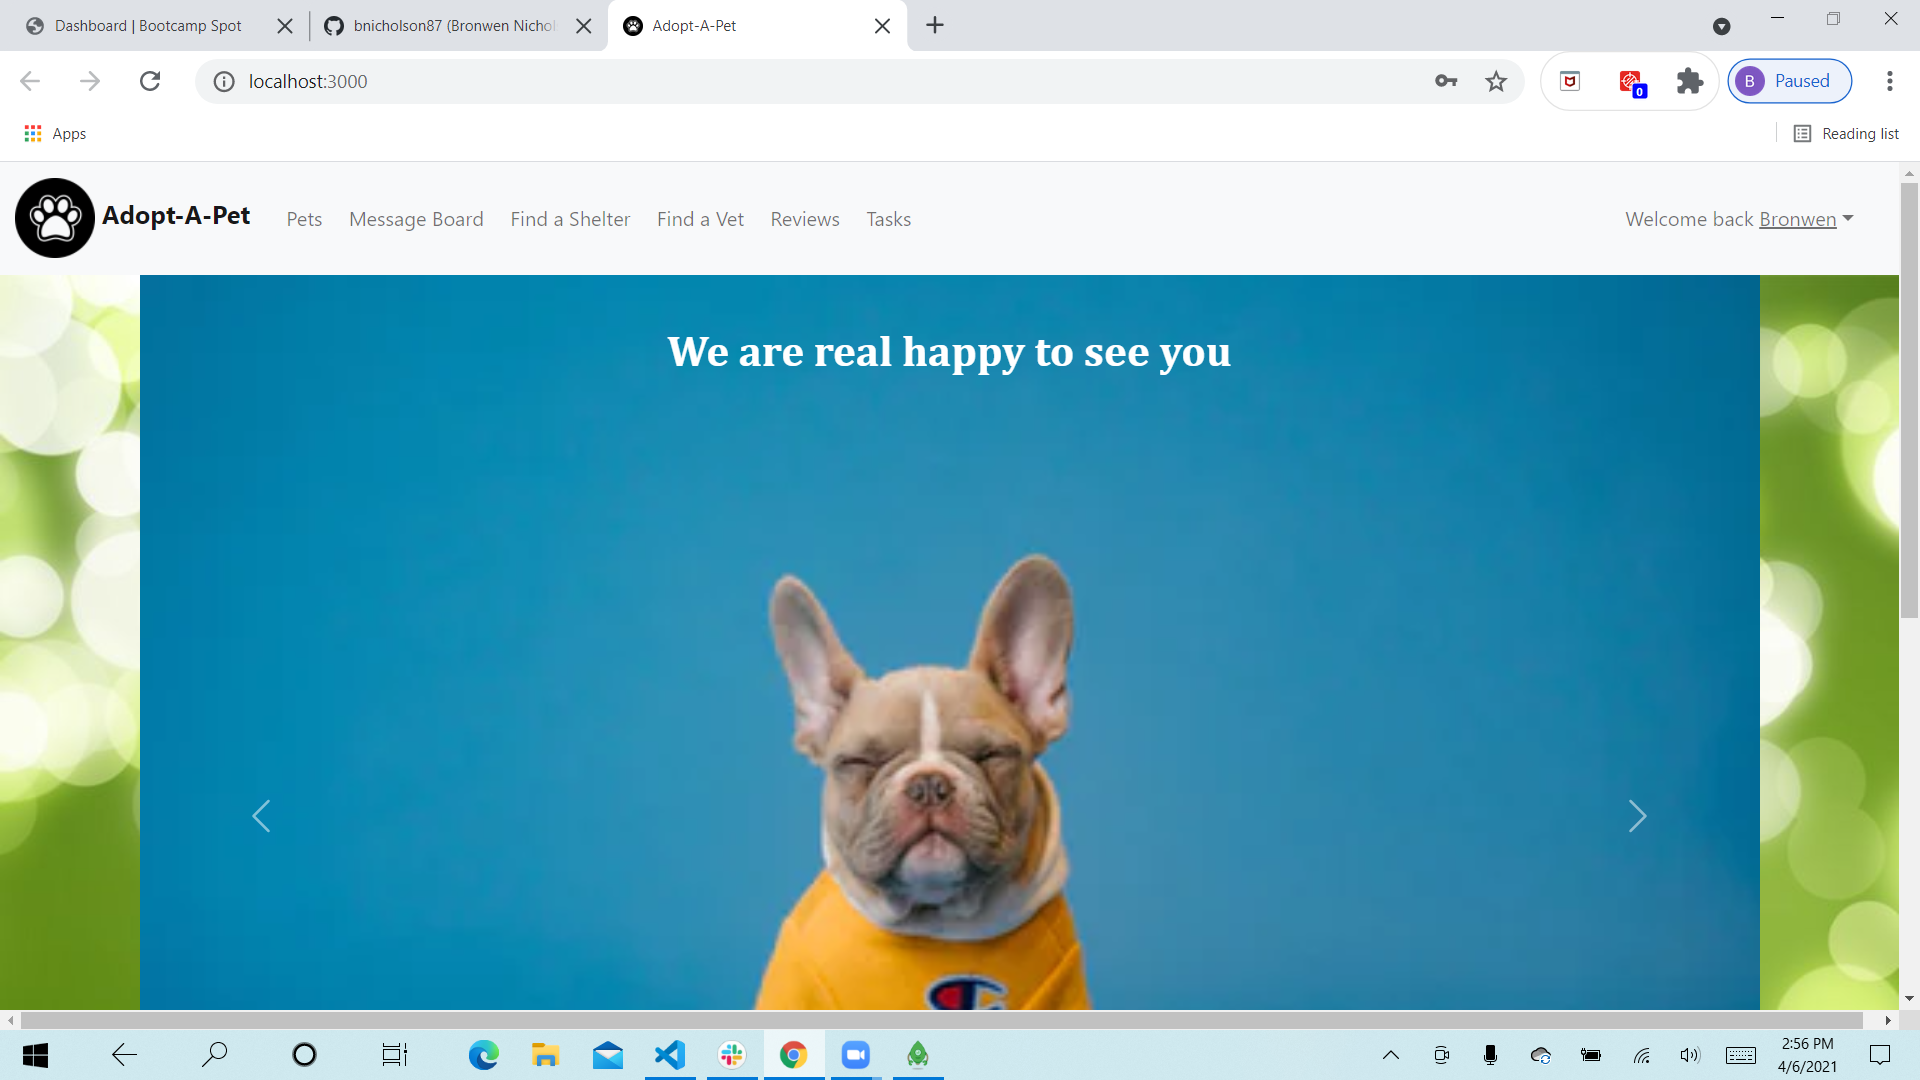 Dashboard | Bootcamp Spot
bnicholson87 (Bronwen Nichol
Adopt-A-Pet
localhost:3000
0
B
Paused
Apps
Reading list
Adopt-A-Pet
Pets
Message Board
Find a Shelter
Find a Vet
Reviews
Tasks
Welcome back Bronwen
We are real happy to see you
2:56 PM
4/6/2021